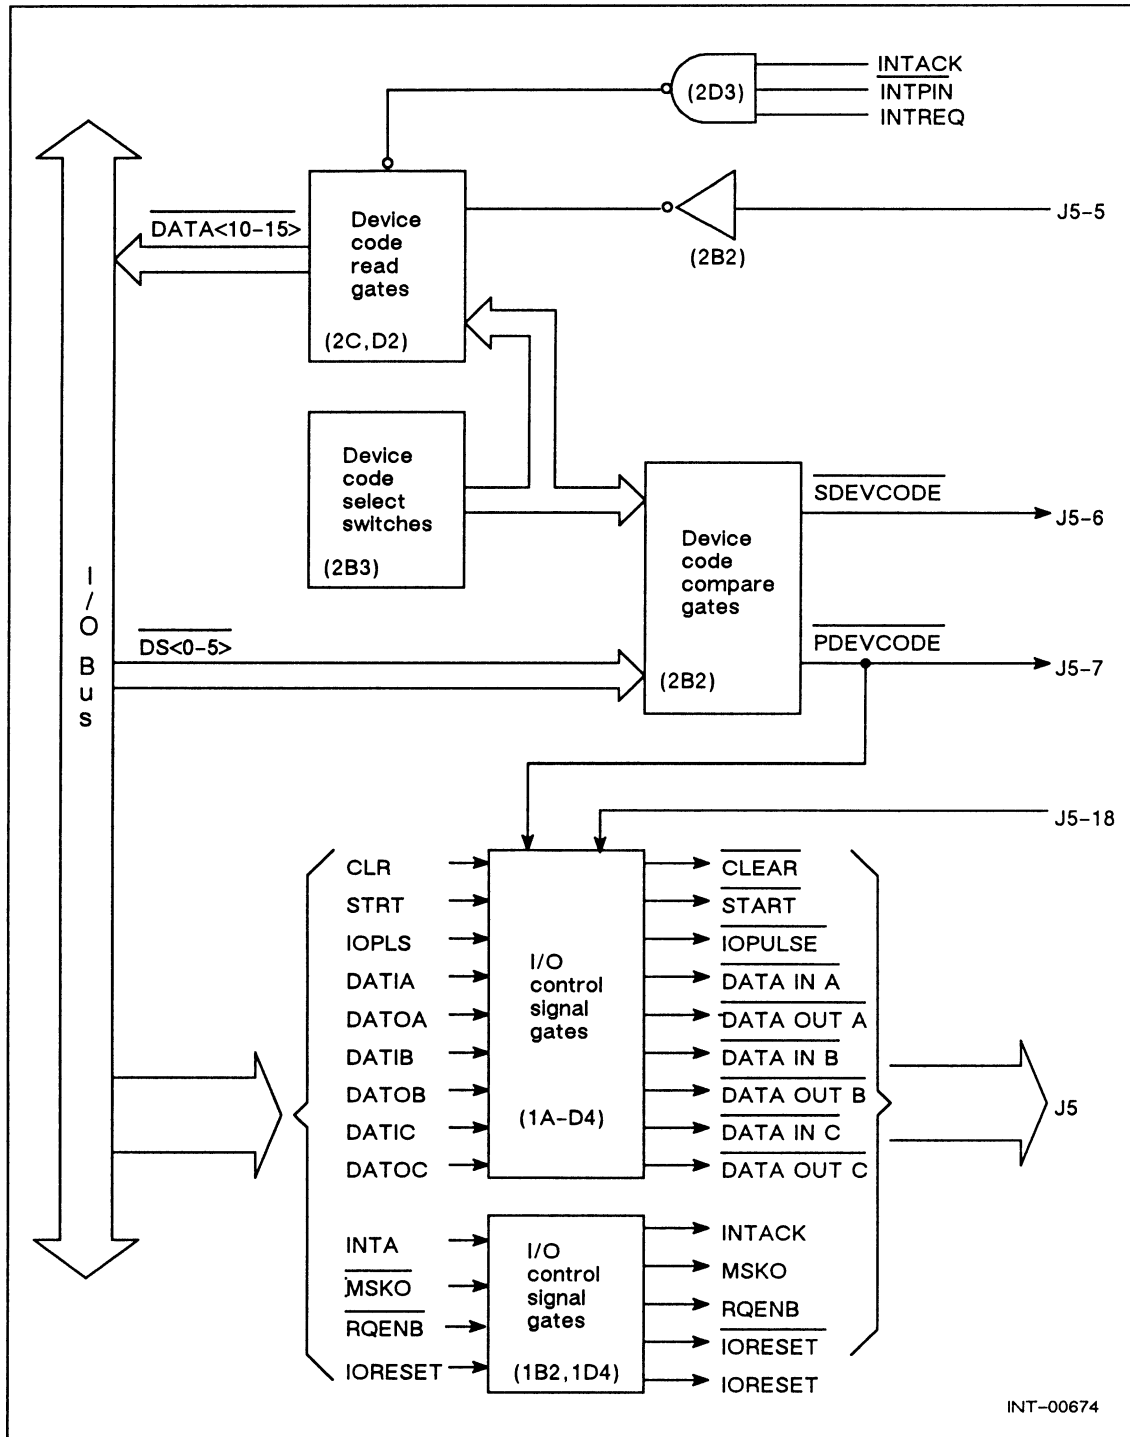 INTACK
INTPIN
INTREQ
(2D3)
Device
code
read
gates
(2C,D2)
DATA<10-15>
(2B2)
J5-5
Device
code
select
switches
(2B3)
SDEVCODE
J5-6
Device
code
compare
gates
(2B2)
I/O Bus
DS<0-5>
PDEVCODE
J5-7
J5-18
CLR
STRT
IOPLS
DATIA
DATOA
DATIB
DATOB
DATIC
DATOC
I/O
control
signal
gates
(1A-D4)
CLEAR
START
IOPULSE
DATA IN A
DATA OUT A
DATA IN B
DATA OUT B
DATA IN C
DATA OUT C
J5
INTA
MSKO
RQENB
IORESET
I/O
control
signal
gates
(1B2,1D4)
INTACK
MSKO
RQENB
IORESET
IORESET
INT-00674